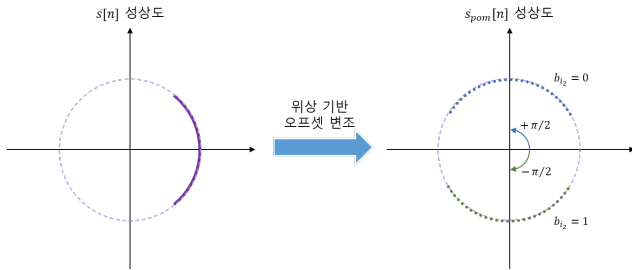 s[n] 성상도
위상 기반
오프셋 변조
ṡ_pom[n] 성상도
b_{i_2} = 0
+π/2
−π/2
b_{i_2} = 1